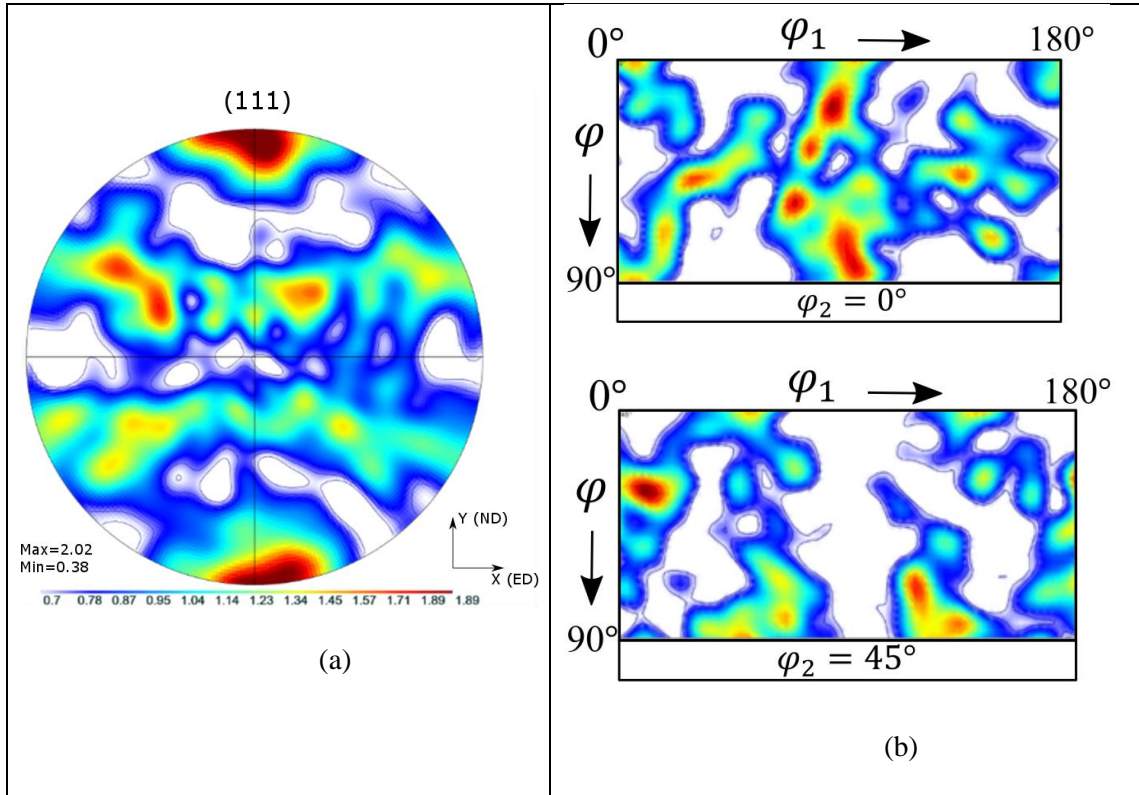 (111)
Y (ND)
X (ED)
Max=2.02
Min=0.38
0.7 0.78 0.87 0.95 1.04 1.14 1.23 1.34 1.45 1.57 1.71 1.89 1.89
(a)
0° φ₁ 180°
φ
90°
φ₂ = 0°
0° φ₁ 180°
φ
90°
φ₂ = 45°
(b)